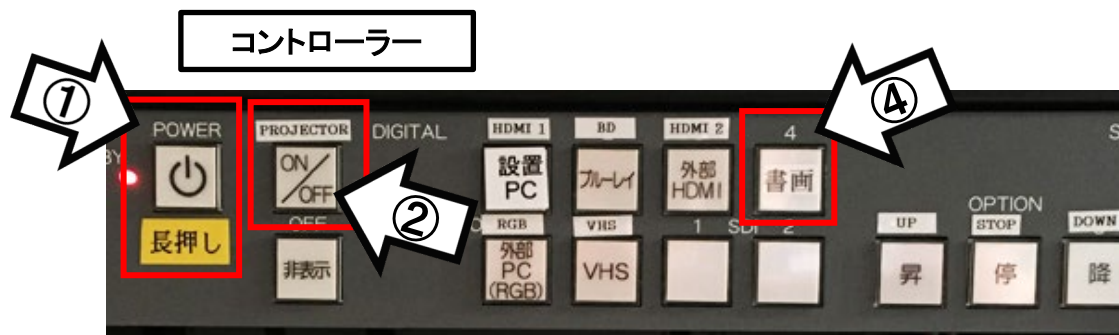 コントローラー
①
④
POWER
PROJECTOR
DIGITAL
HDMI 1
BD
HDMI 2
4
S
BY
ON/OFF
設置
PC
ブルーレイ
外部
HDMI
書画
②
長押し
OFF
RGB
VHS
1 SDI 2
OPTION
UP
STOP
DOWN
非表示
外部
PC
(RGB)
VHS
昇
停
降